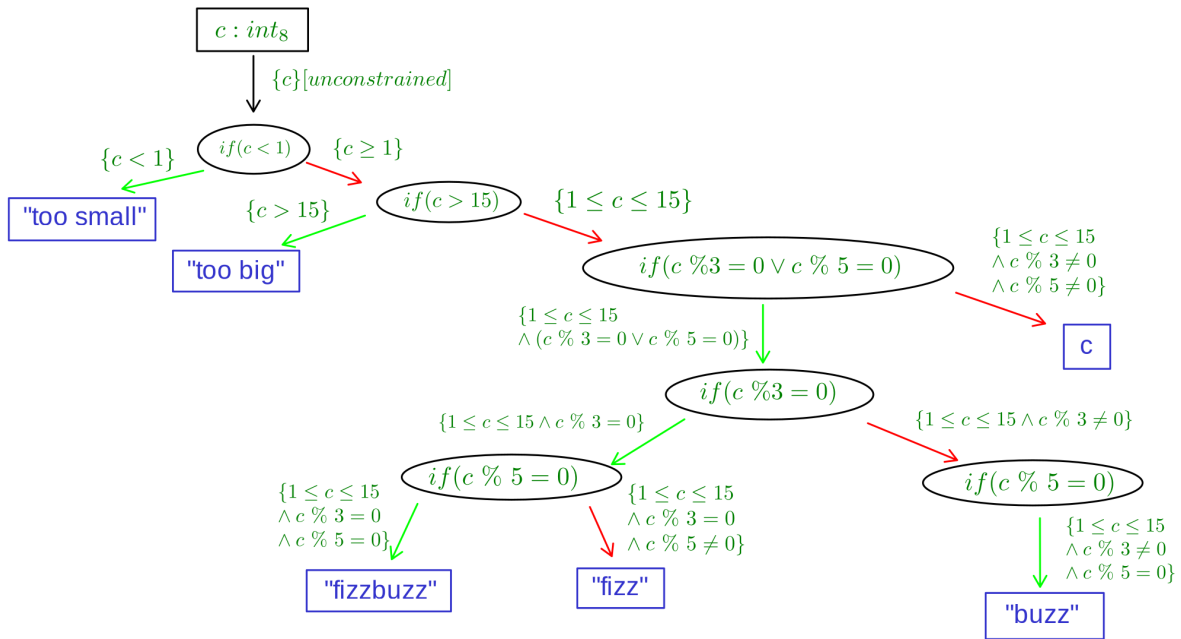 c : int₈
{c}[unconstrained]
if(c < 1)
{c < 1}
{c ≥ 1}
"too small"
if(c > 15)
{c > 15}
{1 ≤ c ≤ 15}
"too big"
if(c %3 = 0 ∨ c % 5 = 0)
{1 ≤ c ≤ 15
∧ c % 3 ≠ 0
∧ c % 5 ≠ 0}
c
{1 ≤ c ≤ 15
∧ (c % 3 = 0 ∨ c % 5 = 0)}
if(c %3 = 0)
{1 ≤ c ≤ 15 ∧ c % 3 = 0}
{1 ≤ c ≤ 15 ∧ c % 3 ≠ 0}
if(c % 5 = 0)
if(c % 5 = 0)
{1 ≤ c ≤ 15
∧ c % 3 = 0
∧ c % 5 = 0}
{1 ≤ c ≤ 15
∧ c % 3 = 0
∧ c % 5 ≠ 0}
{1 ≤ c ≤ 15
∧ c % 3 ≠ 0
∧ c % 5 = 0}
"fizzbuzz"
"fizz"
"buzz"